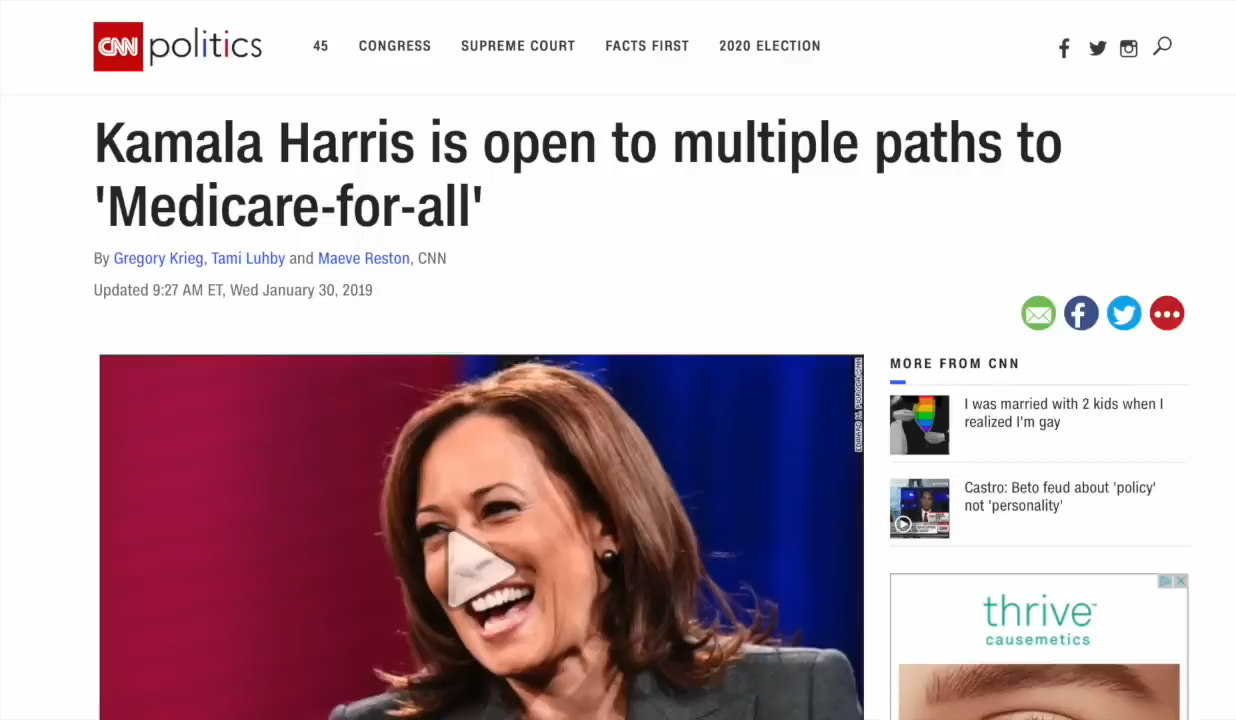 CNN politics
45 CONGRESS SUPREME COURT FACTS FIRST 2020 ELECTION
Kamala Harris is open to multiple paths to
'Medicare-for-all'
By Gregory Krieg, Tami Luhby and Maeve Reston, CNN
Updated 9:27 AM ET, Wed January 30, 2019
MORE FROM CNN
I was married with 2 kids when I
realized I'm gay
Castro: Beto feud about 'policy'
not 'personality'
thrive
causemetics